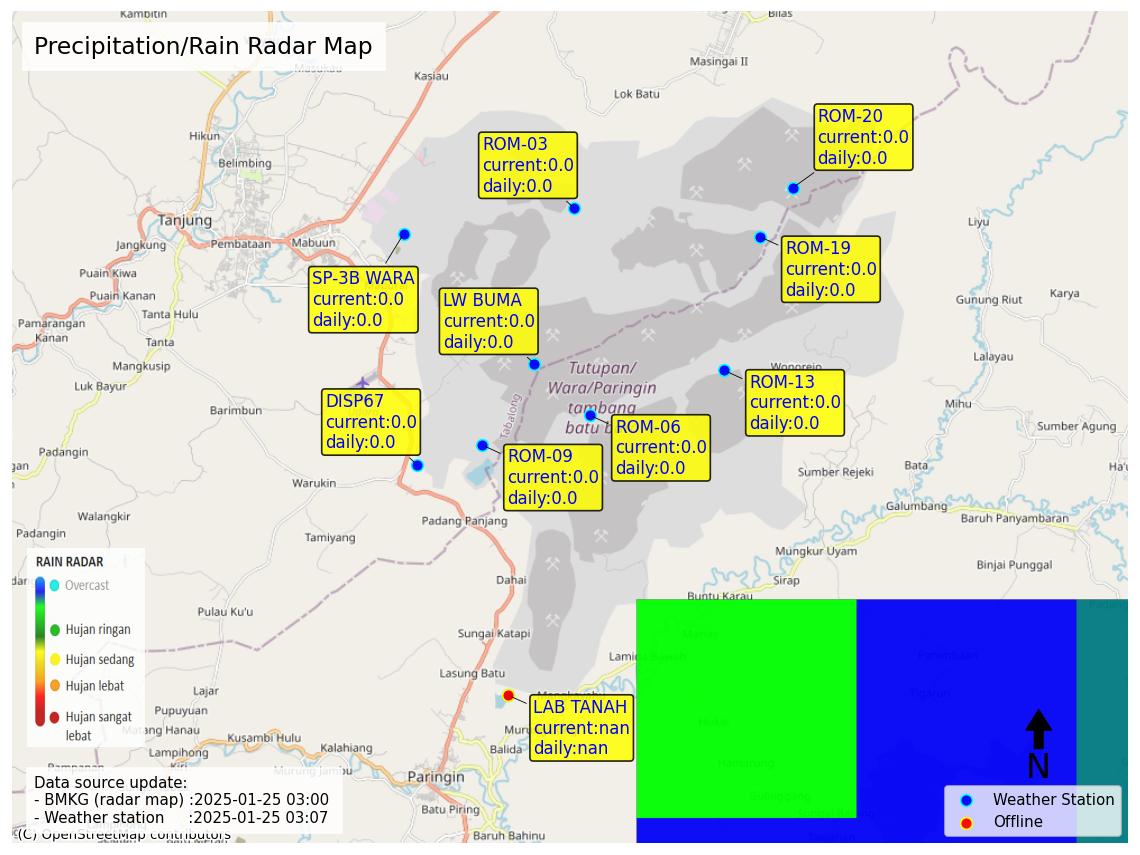 Precipitation/Rain Radar Map
Kambitin
Bilas
Masukau
Kasiau
Masingai II
Lok Batu
Hikun
Belimbing
ROM-03
current:0.0
daily:0.0
ROM-20
current:0.0
daily:0.0
Tanjung
Jangkung
Pembataan
Mabuun
Liyu
Puain Kiwa
Puain Kanan
Tanta Hulu
SP-3B WARA
current:0.0
daily:0.0
LW BUMA
current:0.0
daily:0.0
ROM-19
current:0.0
daily:0.0
Gunung Riut
Karya
Pamarangan
Kanan
Tanta
Mangkusip
Luk Bayur
Barimbun
Tutupan/
Wara/Paringin
tambang
batu b
Tabalong
Wonorejo
Lalayau
Mihu
DISP67
current:0.0
daily:0.0
ROM-13
current:0.0
daily:0.0
ROM-06
current:0.0
daily:0.0
ROM-09
current:0.0
daily:0.0
Sumber Agung
Bata
Sumber Rejeki
Ha'u
gan
Warukin
Walangkir
Padangin
Padang Panjang
Tamiyang
Galumbang
Baruh Panyambaran
Mungkur Uyam
Binjai Punggal
Sirap
Buntu Karau
Dahai
Pulau Ku'u
Sungai Katapi
Lasung Batu
Lajar
Pupuyuan
Matang Hanau
Kusambi Hulu
Lampihong
Kiri
Kalahiang
Murung Jambu
Balida
Paringin
Batu Piring
Baruh Bahinu
RAIN RADAR
Overcast
Hujan ringan
Hujan sedang
Hujan lebat
Hujan sangat
lebat
LAB TANAH
current:nan
daily:nan
N
Weather Station
Offline
Data source update:
- BMKG (radar map) :2025-01-25 03:00
- Weather station :2025-01-25 03:07
(C) OpenStreetMap contributors